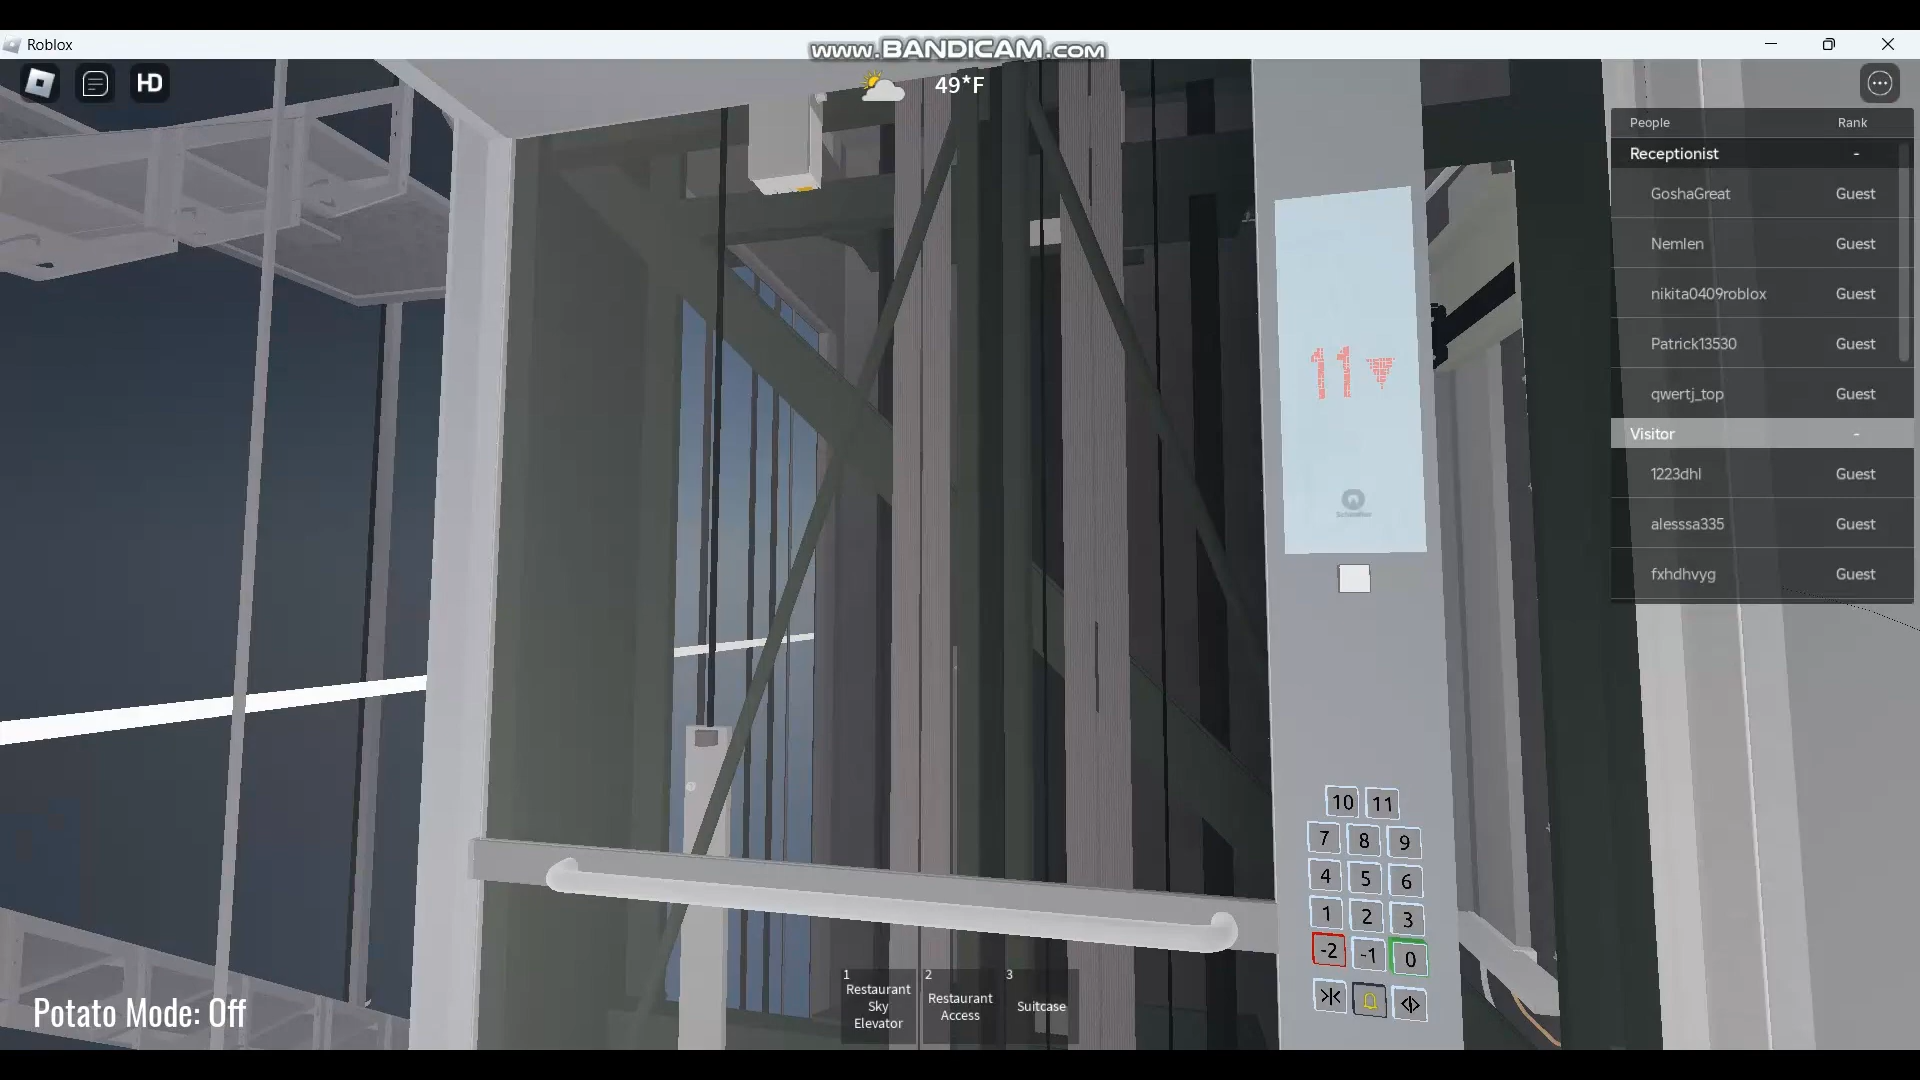 Roblox
www.BANDICAM.com
HD
49*F
People Rank
Receptionist -
GoshaGreat Guest
Nemlen Guest
nikita0409roblox Guest
Patrick13530 Guest
qwertj_top Guest
Visitor -
1223dhl Guest
alesssa335 Guest
fxhdhvyg Guest
11
10 11
7 8 9
4 5 6
1 2 3
-2 -1 0
1 2 3
Restaurant
Sky
Elevator
Restaurant
Access
Suitcase
Potato Mode: Off